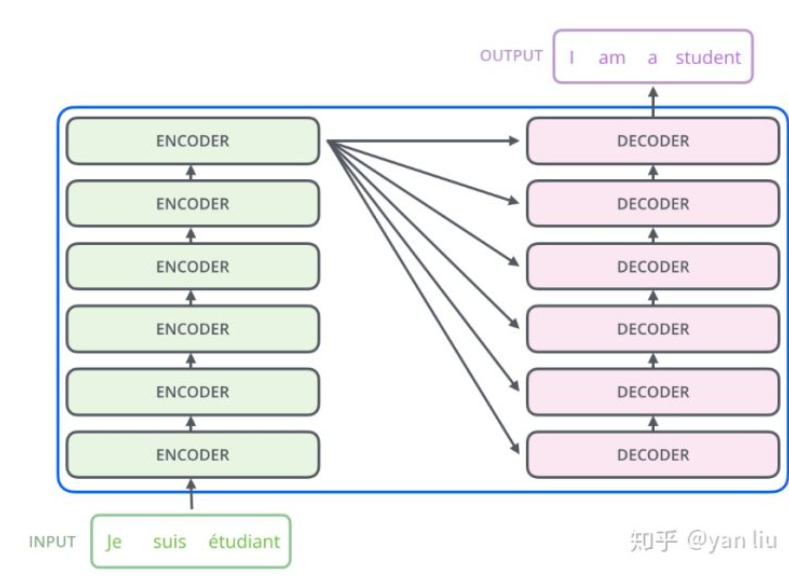 OUTPUT I am a student
ENCODER DECODER
ENCODER DECODER
ENCODER DECODER
ENCODER DECODER
ENCODER DECODER
ENCODER DECODER
INPUT Je suis étudiant
知乎 @yan liu